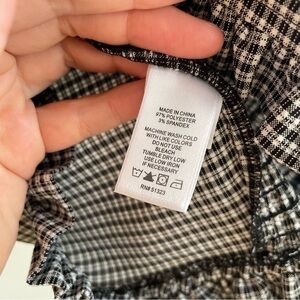 MADE IN CHINA
97% POLYESTER
3% SPANDEX
MACHINE WASH COLD
WITH LIKE COLORS
DO NOT USE
BLEACH
TUMBLE DRY LOW
USE LOW IRON
IF NECESSARY
RN# 51323